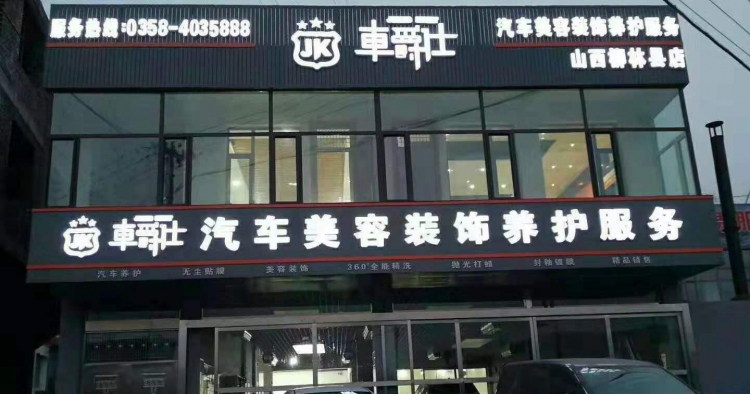 服务热线:0358-4035888
JK
車爵仕
汽车美容装饰养护服务
山西柳林县店
JK
車爵仕
汽车美容装饰养护服务
汽车养护 无尘贴膜 美容装饰 360°全能精洗 抛光打蜡 封釉镀膜 精品销售